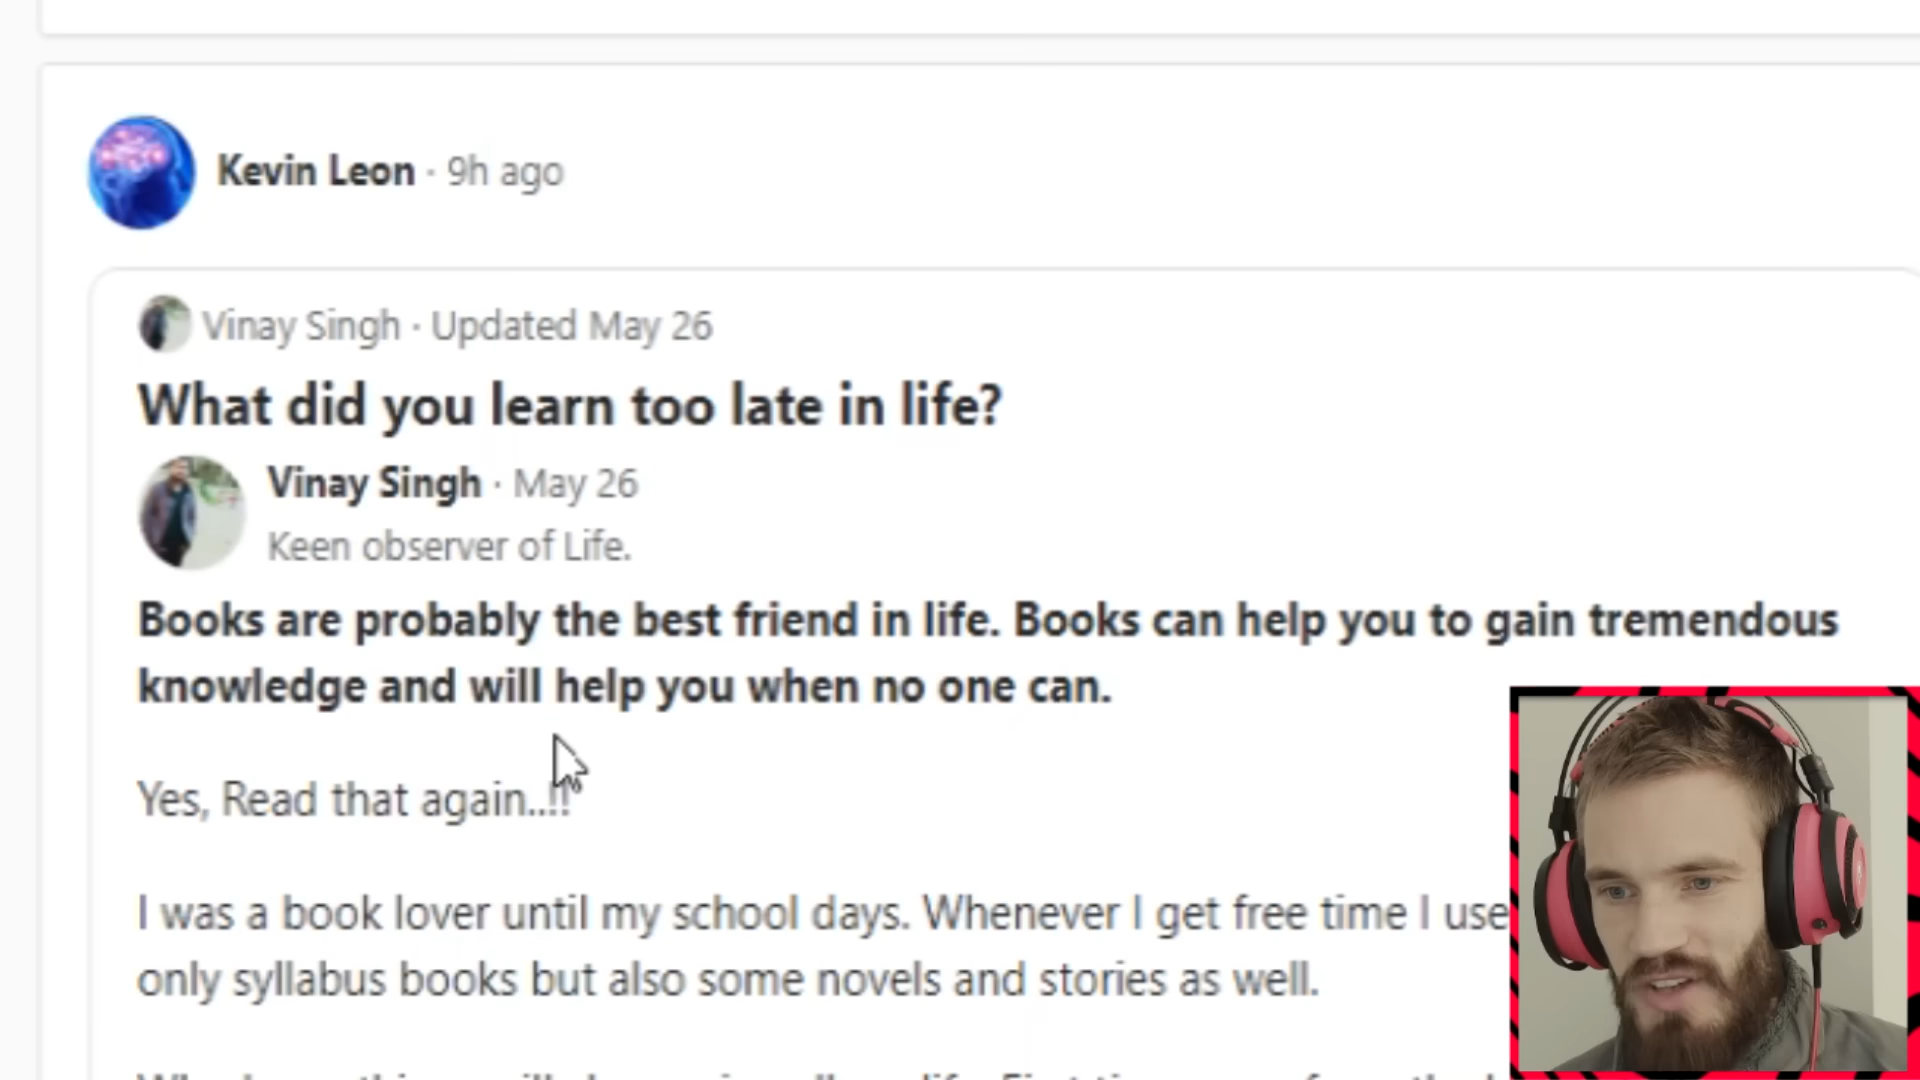 Kevin Leon · 9h ago
Vinay Singh · Updated May 26
What did you learn too late in life?
Vinay Singh · May 26
Keen observer of Life.
Books are probably the best friend in life. Books can help you to gain tremendous
knowledge and will help you when no one can.
Yes, Read that again..!!
I was a book lover until my school days. Whenever I get free time I use
only syllabus books but also some novels and stories as well.